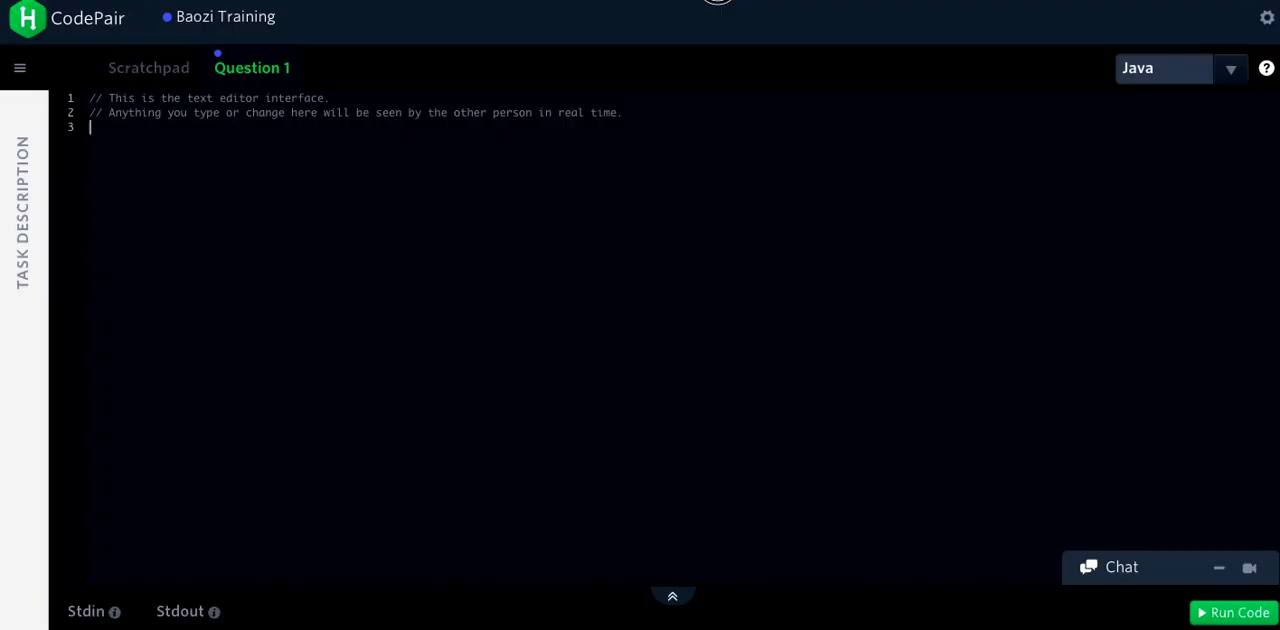 H CodePair
Baozi Training
Scratchpad
Question 1
Java
?
TASK DESCRIPTION
1 // This is the text editor interface.
2 // Anything you type or change here will be seen by the other person in real time.
3
Chat
Stdin i
Stdout i
Run Code